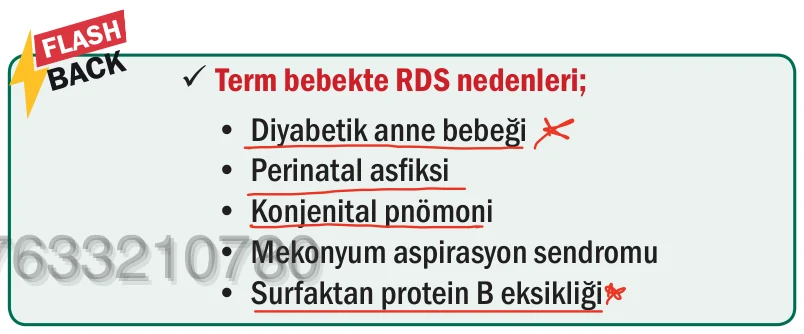 FLASH
BACK
✓ Term bebekte RDS nedenleri;
• Diyabetik anne bebeği
• Perinatal asfiksi
• Konjenital pnömoni
• Mekonyum aspirasyon sendromu
7633210780
• Surfaktan protein B eksikliği